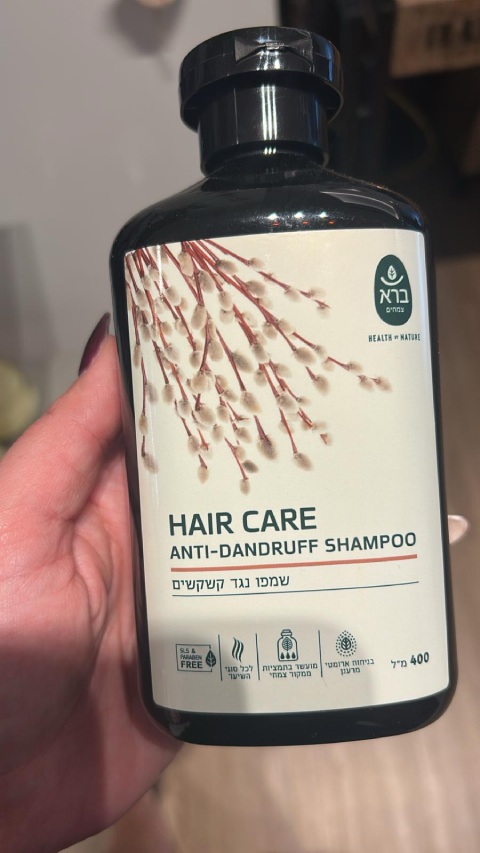 ברא
צמחים
HEALTH BY NATURE
HAIR CARE
ANTI-DANDRUFF SHAMPOO
שמפו נגד קשקשים
SLS &
PARABEN
FREE
לכל סוגי
השיער
מועשר בתמציות
ממקור צמחי
בניחוח ארומטי
מרענן
400 מ"ל